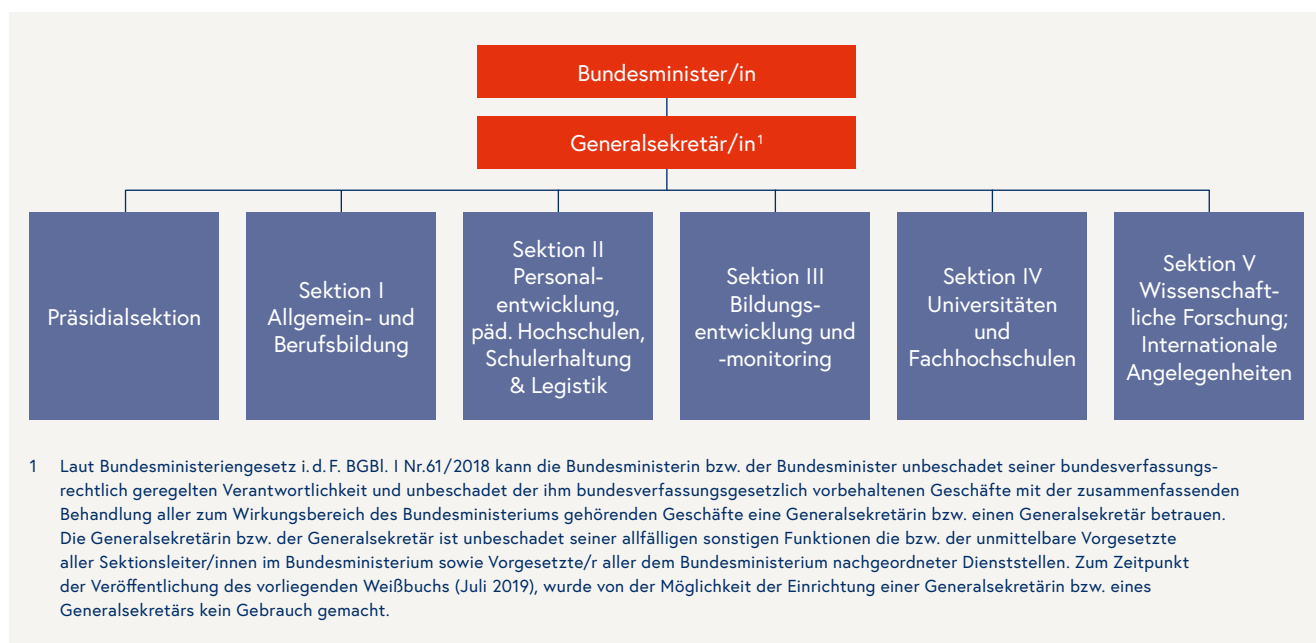 Bundesminister/in
Generalsekretär/in¹
Präsidialsektion
Sektion I
Allgemein- und
Berufsbildung
Sektion II
Personal-
entwicklung,
päd. Hochschulen,
Schulerhaltung
& Legistik
Sektion III
Bildungs-
entwicklung und
-monitoring
Sektion IV
Universitäten
und
Fachhochschulen
Sektion V
Wissenschaft-
liche Forschung;
Internationale
Angelegenheiten
1 Laut Bundesministeriengesetz i. d. F. BGBl. I Nr.61/2018 kann die Bundesministerin bzw. der Bundesminister unbeschadet seiner bundesverfassungs-
rechtlich geregelten Verantwortlichkeit und unbeschadet der ihm bundesverfassungsgesetzlich vorbehaltenen Geschäfte mit der zusammenfassenden
Behandlung aller zum Wirkungsbereich des Bundesministeriums gehörenden Geschäfte eine Generalsekretärin bzw. einen Generalsekretär betrauen.
Die Generalsekretärin bzw. der Generalsekretär ist unbeschadet seiner allfälligen sonstigen Funktionen die bzw. der unmittelbare Vorgesetzte
aller Sektionsleiter/innen im Bundesministerium sowie Vorgesetzte/r aller dem Bundesministerium nachgeordneter Dienststellen. Zum Zeitpunkt
der Veröffentlichung des vorliegenden Weißbuchs (Juli 2019), wurde von der Möglichkeit der Einrichtung einer Generalsekretärin bzw. eines
Generalsekretärs kein Gebrauch gemacht.